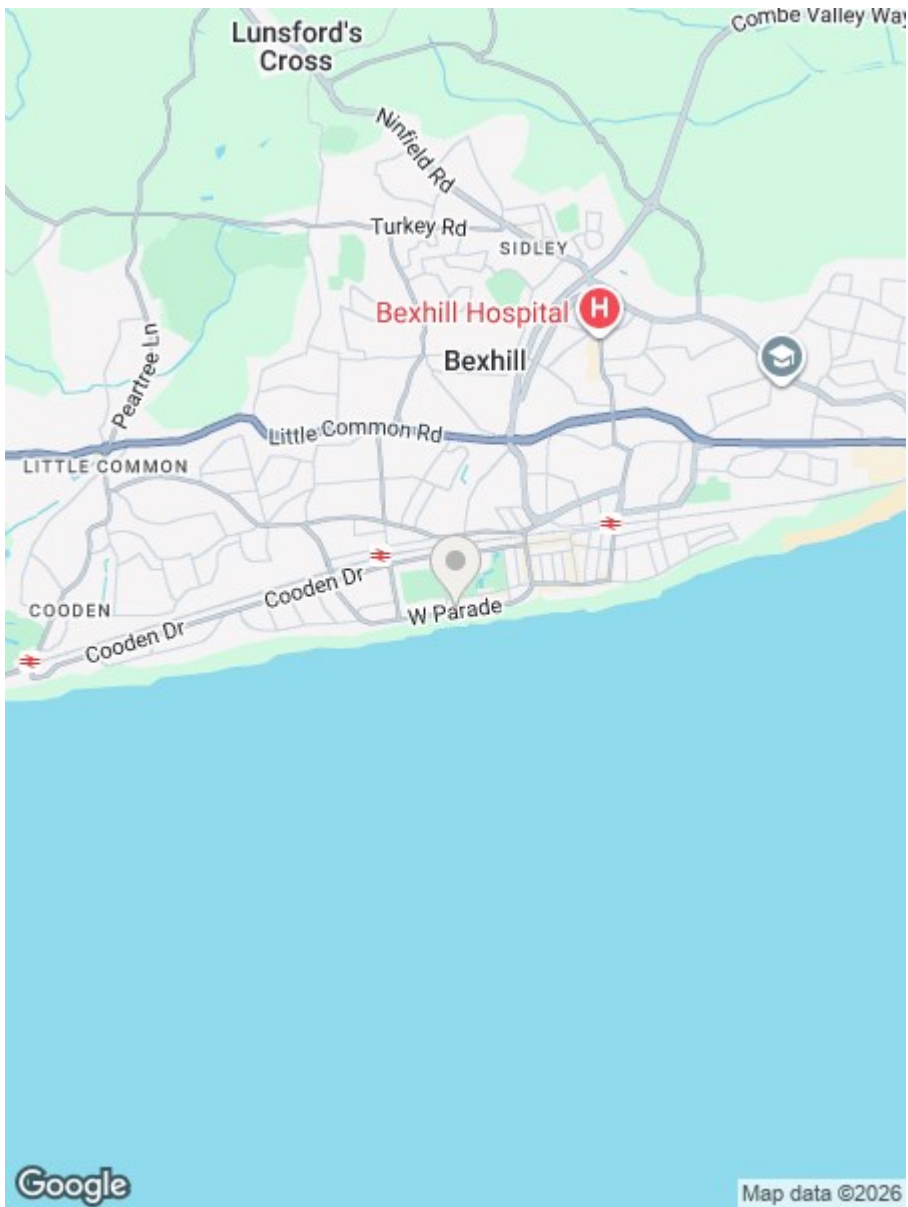 Combe Valley Way
Lunsford's
Cross
Ninfield Rd
Turkey Rd
SIDLEY
Bexhill Hospital
H
Bexhill
Peartree Ln
Little Common Rd
LITTLE COMMON
Cooden Dr
COODEN
W Parade
Cooden Dr
Google
Map data ©2026